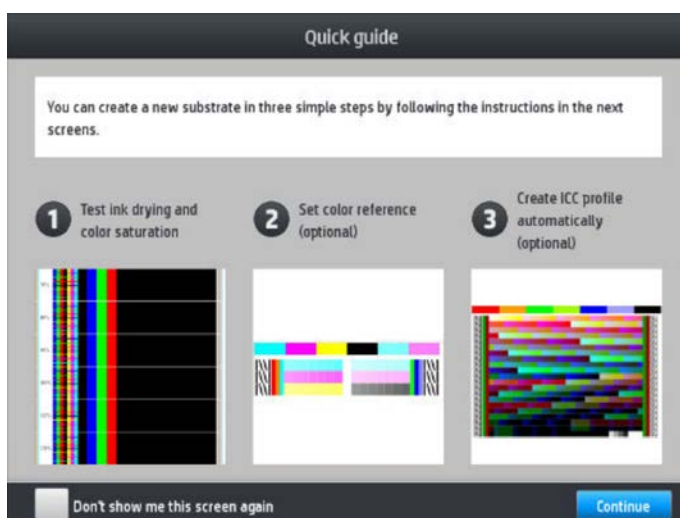 Quick guide
You can create a new substrate in three simple steps by following the instructions in the next
screens.
1 Test ink drying and
color saturation
2 Set color reference
(optional)
3 Create ICC profile
automatically
(optional)
Don't show me this screen again
Continue